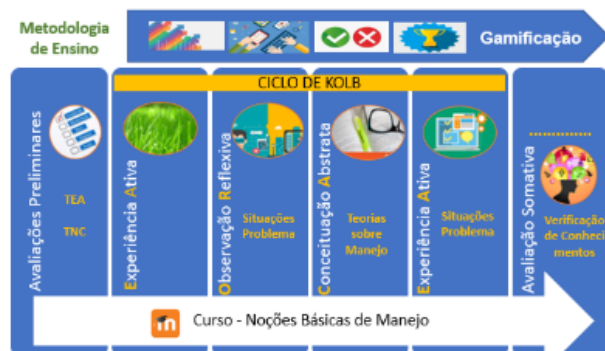 Metodologia
de Ensino
Gamificação
CICLO DE KOLB
Avaliações Preliminares
TEA
TNC
Experiência Ativa
Observação Reflexiva
Situações
Problema
Conceituação Abstrata
Teorias
sobre
Manejo
Experiência Ativa
Situações
Problema
Avaliação Somativa
Verificação
de Conheci
mentos
m Curso - Noções Básicas de Manejo